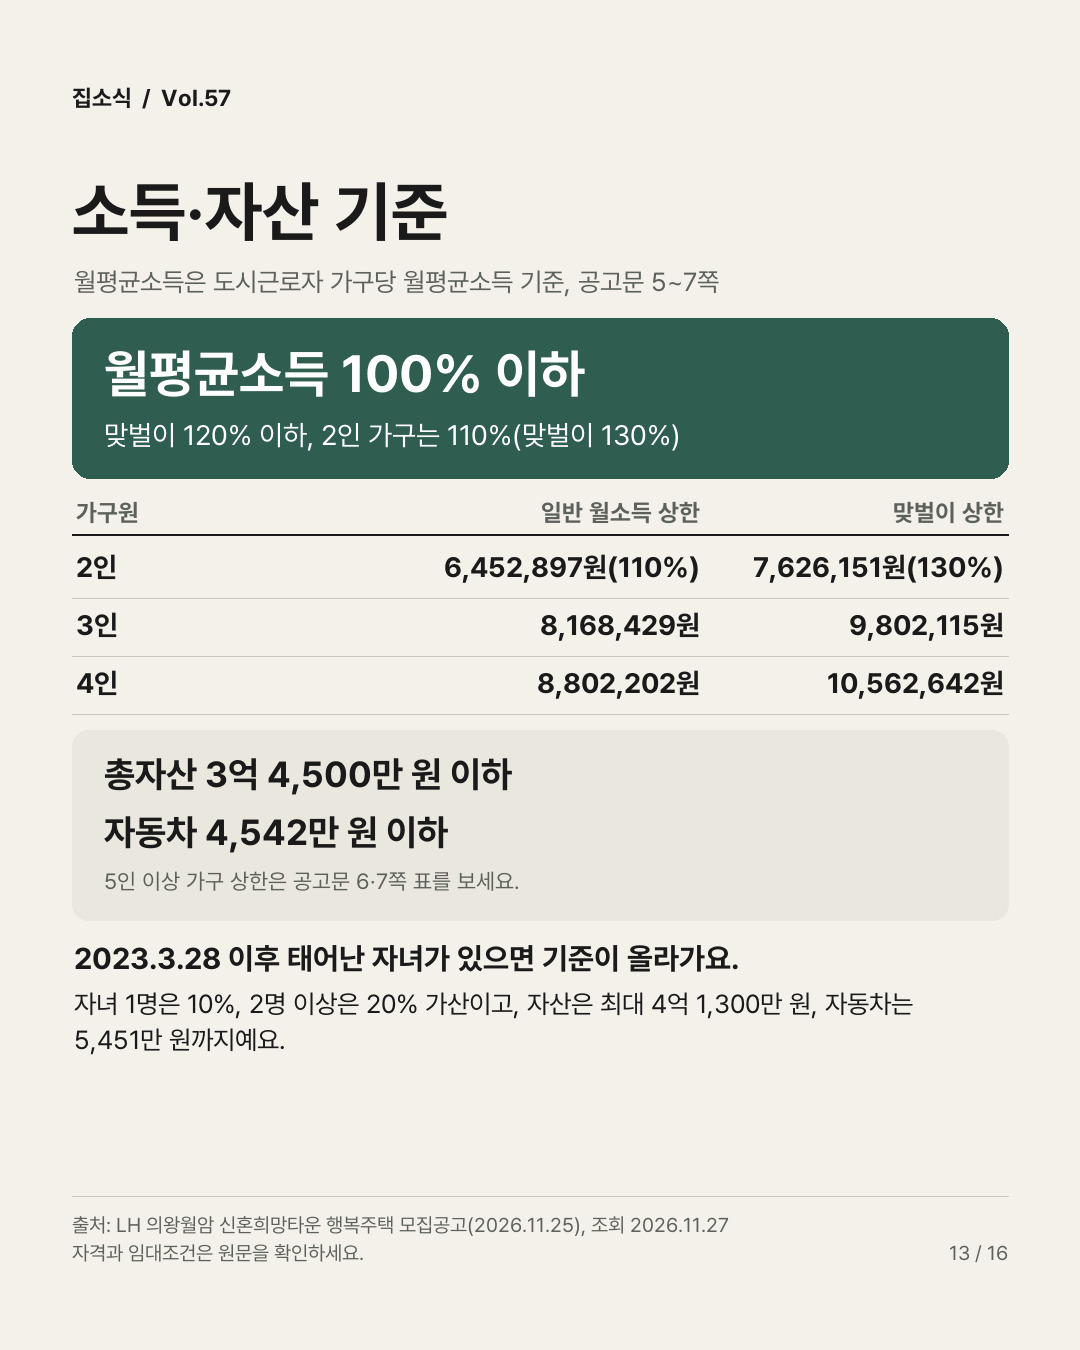 집소식 / Vol.57
소득·자산 기준
월평균소득은 도시근로자 가구당 월평균소득 기준, 공고문 5~7쪽
월평균소득 100% 이하
맞벌이 120% 이하, 2인 가구는 110%(맞벌이 130%)
가구원 일반 월소득 상한 맞벌이 상한
2인 6,452,897원(110%) 7,626,151원(130%)
3인 8,168,429원 9,802,115원
4인 8,802,202원 10,562,642원
총자산 3억 4,500만 원 이하
자동차 4,542만 원 이하
5인 이상 가구 상한은 공고문 6·7쪽 표를 보세요.
2023.3.28 이후 태어난 자녀가 있으면 기준이 올라가요.
자녀 1명은 10%, 2명 이상은 20% 가산이고, 자산은 최대 4억 1,300만 원, 자동차는
5,451만 원까지예요.
출처: LH 의왕월암 신혼희망타운 행복주택 모집공고(2026.11.25), 조회 2026.11.27
자격과 임대조건은 원문을 확인하세요.
13 / 16